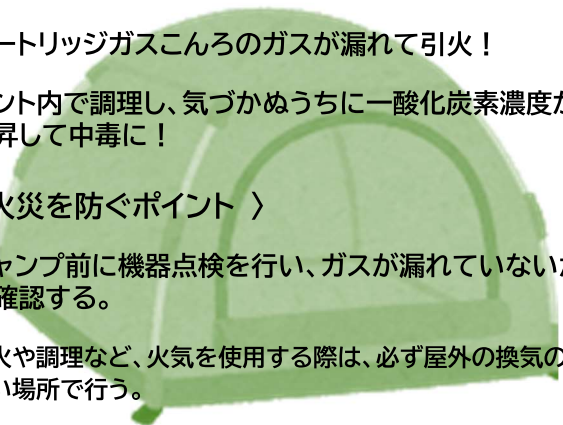 ートリッジガスこんろのガスが漏れて引火！
ント内で調理し、気づかぬうちに一酸化炭素濃度が
昇して中毒に！
火災を防ぐポイント 〉
ャンプ前に機器点検を行い、ガスが漏れていないか
確認する。
火や調理など、火気を使用する際は、必ず屋外の換気の
い場所で行う。